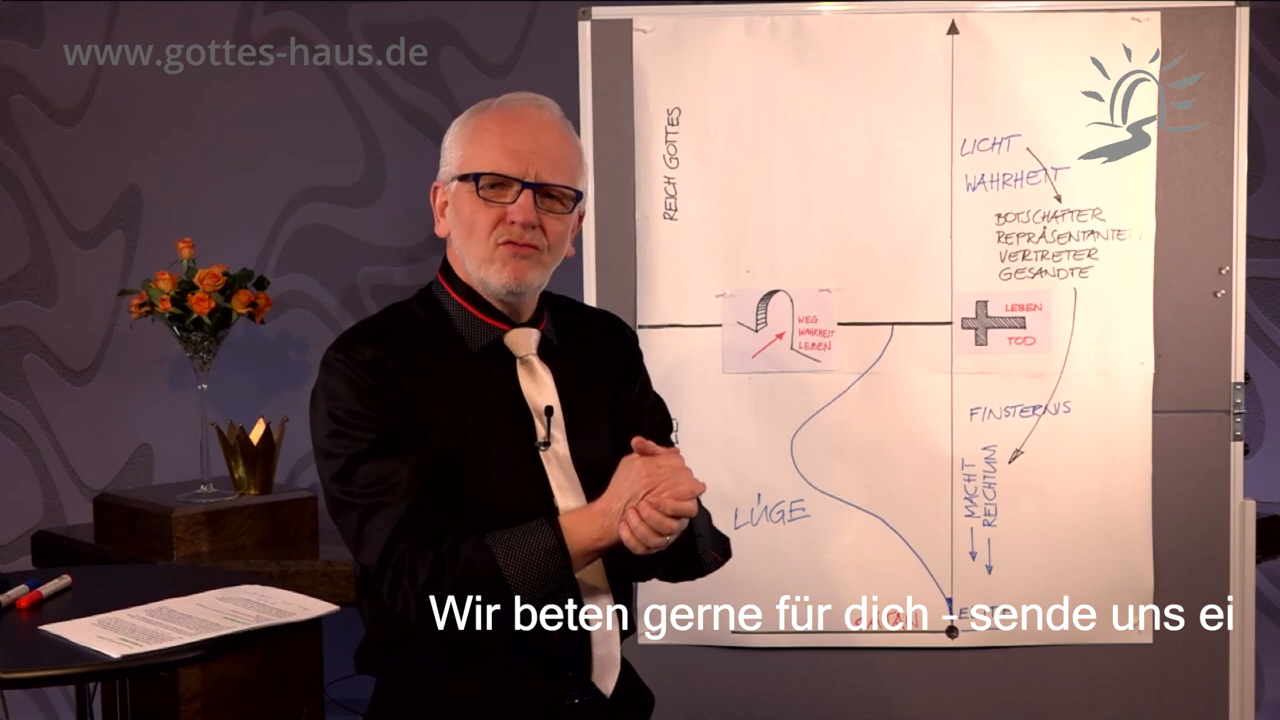 www.gottes-haus.de
REICH GOTTES
LICHT
WAHRHEIT
BOTSCHAFTER
REPRÄSENTANTE
VERTRETER
GESANDTE
WEG
WAHRHEIT
LEBEN
LEBEN
TOD
FINSTERNIS
MACHT
REICHTUM
LÜGE
Wir beten gerne für dich - sende uns ei